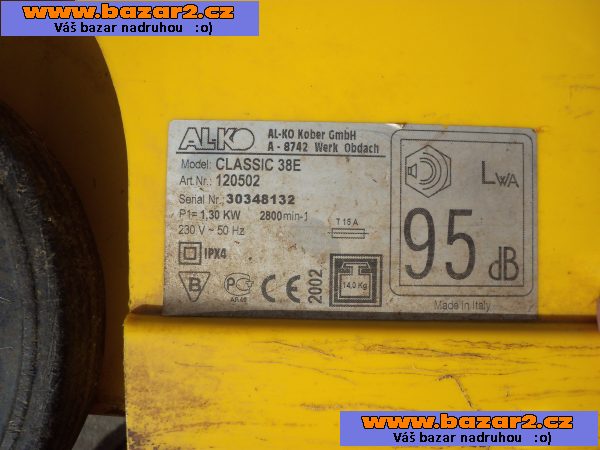 www.bazar2.cz
Váš bazar nadruhou :o)
AL-KO
AL-KO Kober GmbH
A - 8742 Werk Obdach
Model: CLASSIC 38E
Art.Nr.: 120502
Serial Nr.: 30348132
P1= 1,30 KW 2800min-1
230 V ~ 50 Hz
T 15 A
IPX4
B
PC
CE
2002
14,0 Kg
LWA
95 dB
Made in Italy
www.bazar2.cz
Váš bazar nadruhou :o)